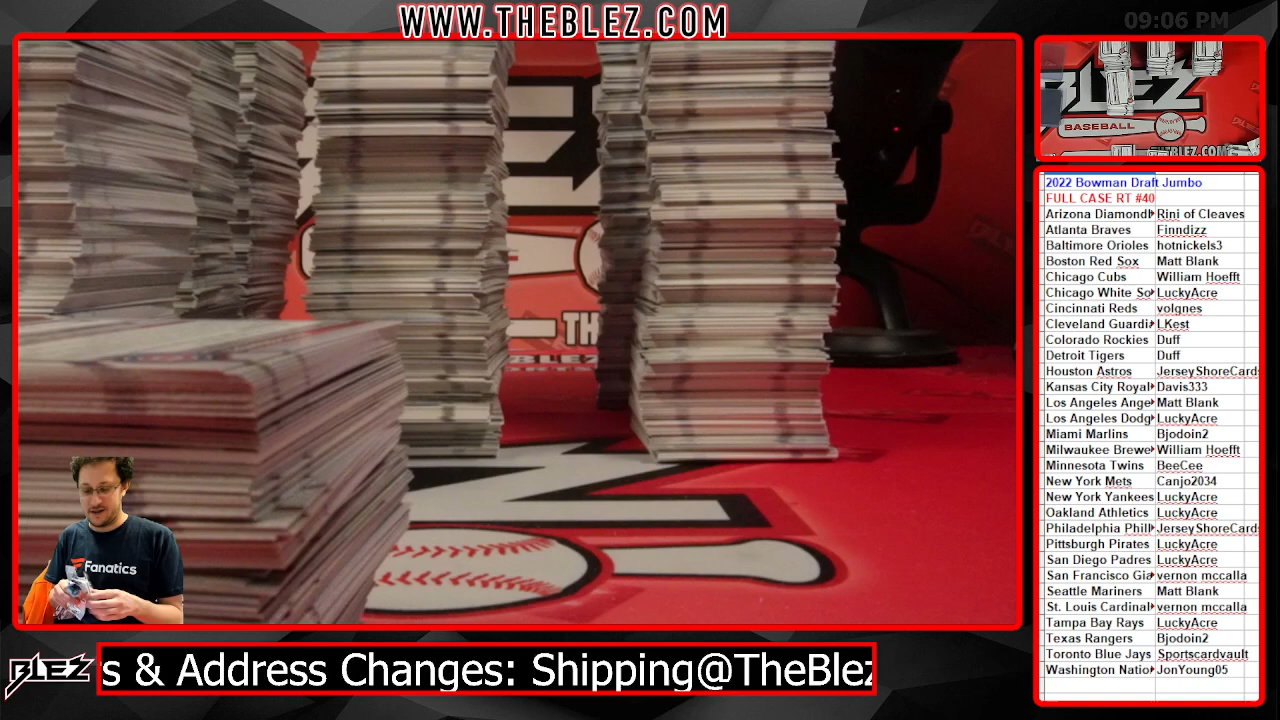 WWW.THEBLEZ.COM
09:06 PM
BLEZ
BASEBALL
THEBLEZ.COM
2022 Bowman Draft Jumbo
FULL CASE RT #40
Arizona Diamond Rini of Cleaves
Atlanta Braves Finndizz
Baltimore Orioles hotnickels3
Boston Red Sox Matt Blank
Chicago Cubs William Hoefft
Chicago White So LuckyAcre
Cincinnati Reds volgnes
Cleveland Guardi LKest
Colorado Rockies Duff
Detroit Tigers Duff
Houston Astros JerseyShoreCard
Kansas City Royal Davis333
Los Angeles Ange Matt Blank
Los Angeles Dodg LuckyAcre
Miami Marlins Bjodoin2
Milwaukee Brewe William Hoefft
Minnesota Twins BeeCee
New York Mets Canjo2034
New York Yankees LuckyAcre
Oakland Athletics LuckyAcre
Philadelphia Phill JerseyShoreCard
Pittsburgh Pirates LuckyAcre
San Diego Padres LuckyAcre
San Francisco Gia vernon mccalla
Seattle Mariners Matt Blank
St. Louis Cardinal vernon mccalla
Tampa Bay Rays LuckyAcre
Texas Rangers Bjodoin2
Toronto Blue Jays Sportscardvault
Washington Natio JonYoung05
TH
BLEZ
Fanatics
BLEZ
s & Address Changes: Shipping@TheBlez